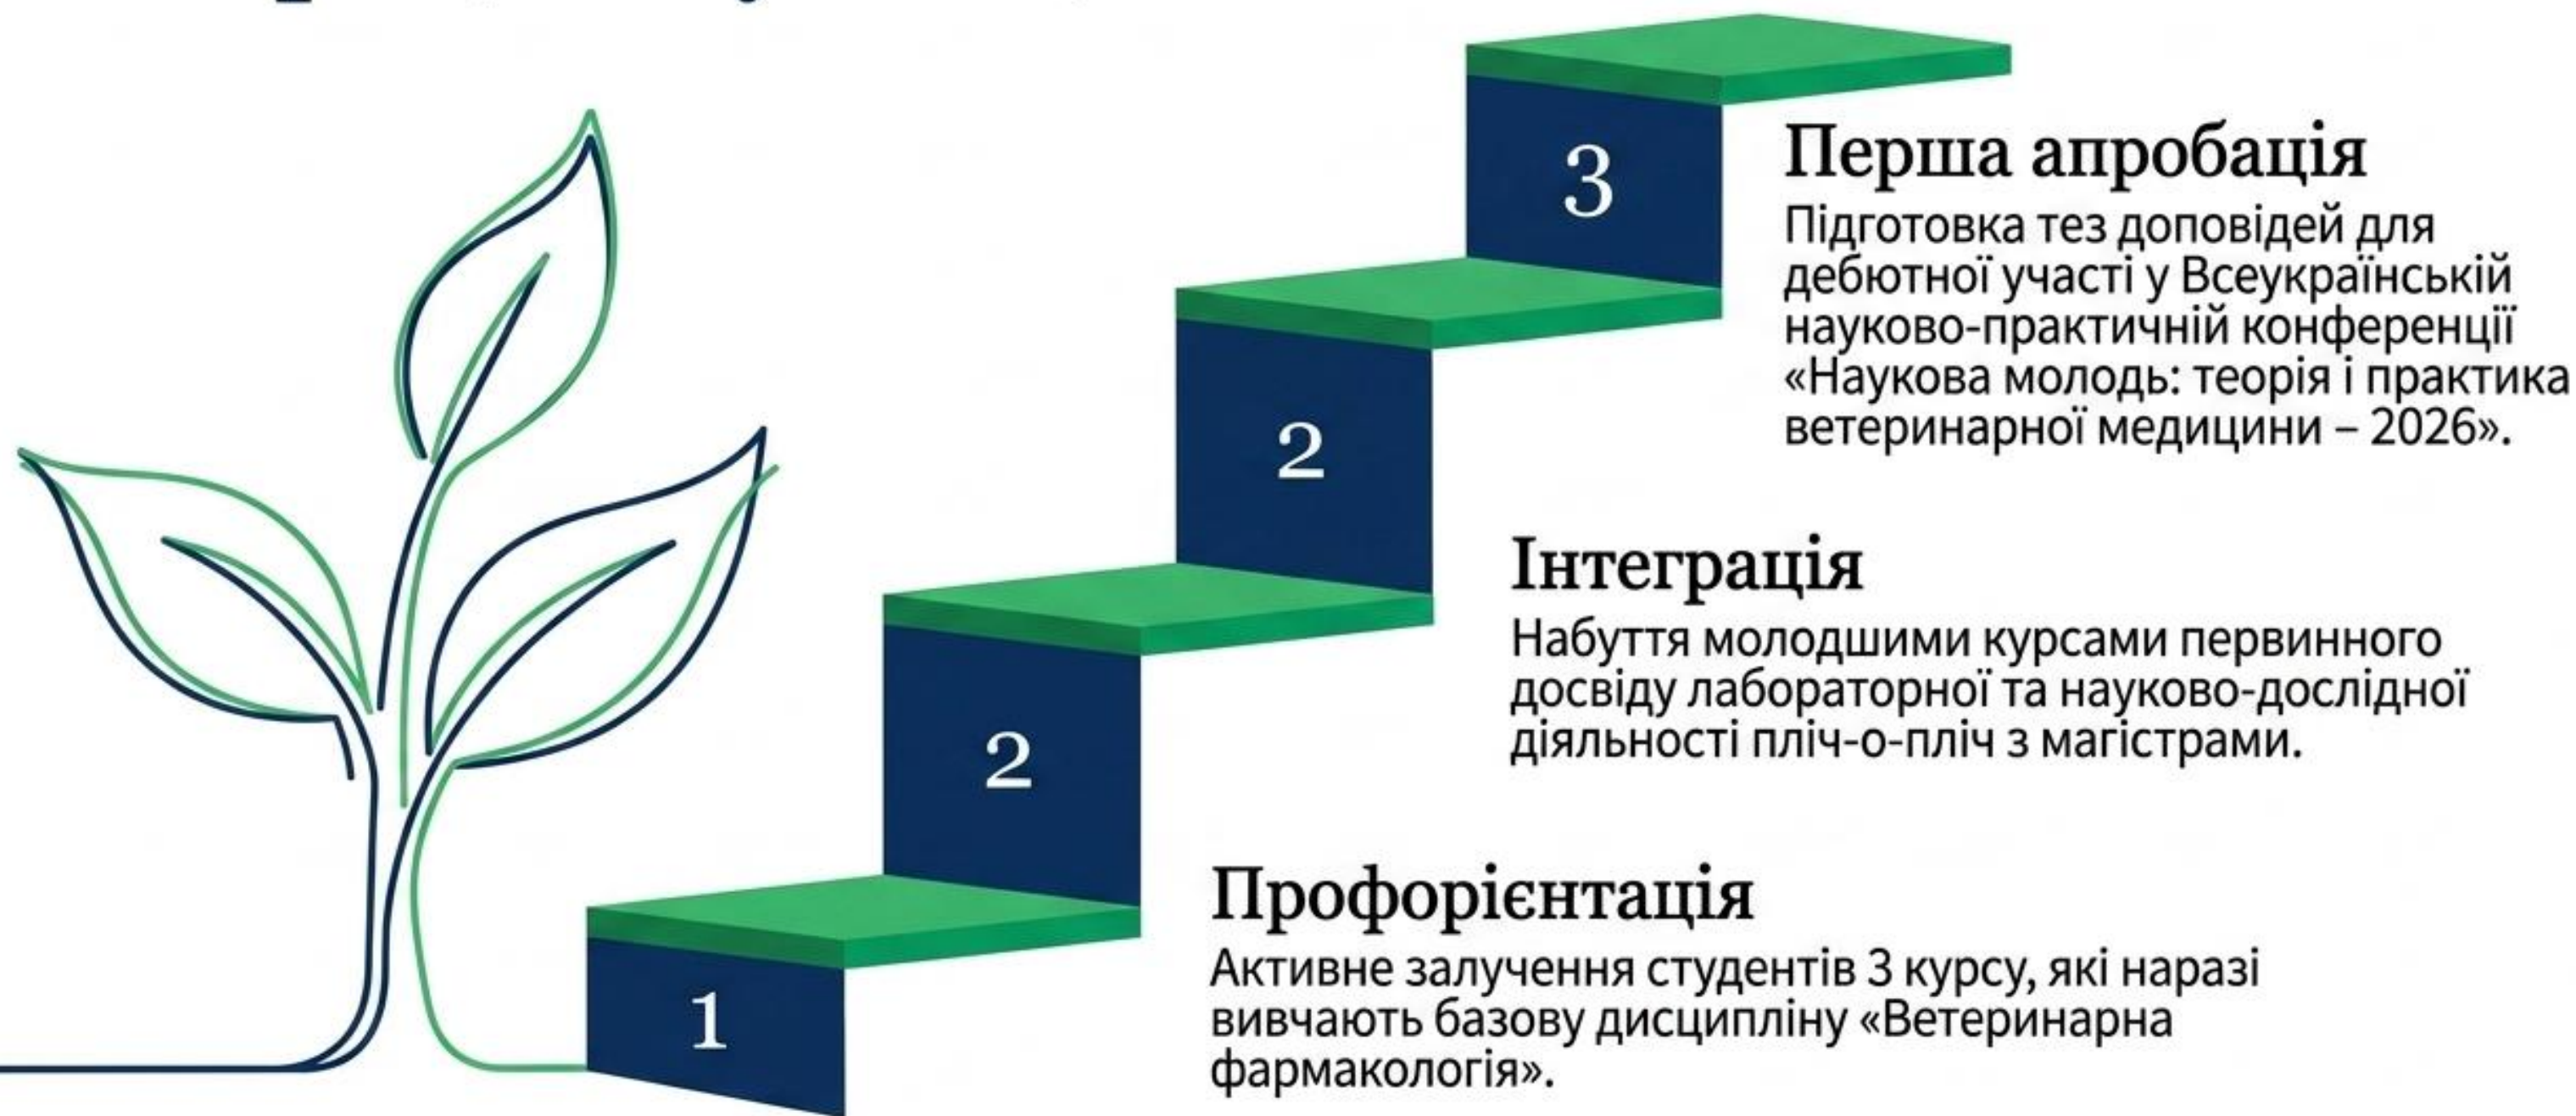 3
Перша апробація
Підготовка тез доповідей для
дебютної участі у Всеукраїнській
науково-практичній конференції
«Наукова молодь: теорія і практика
ветеринарної медицини – 2026».
2
Інтеграція
Набуття молодшими курсами первинного
досвіду лабораторної та науково-дослідної
діяльності пліч-о-пліч з магістрами.
2
Профорієнтація
Активне залучення студентів 3 курсу, які наразі
вивчають базову дисципліну «Ветеринарна
фармакологія».
1